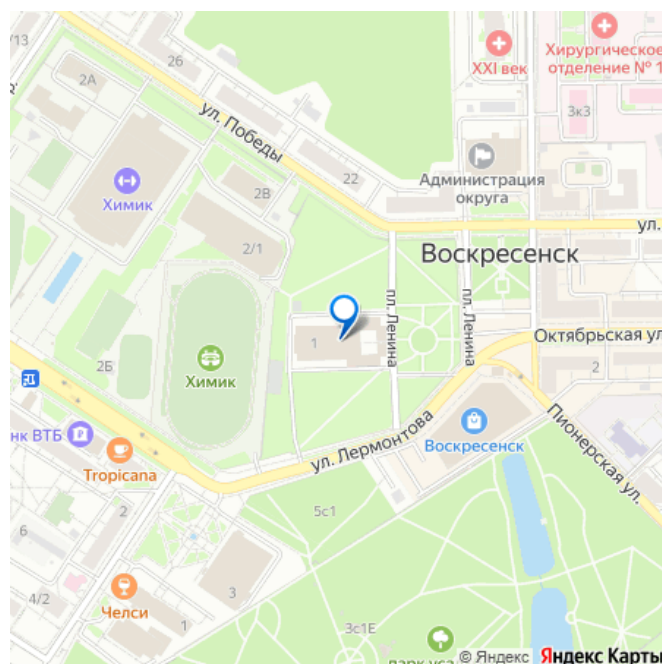 /13
26
2А
ул. Победы
XXI век
Хирургическое
отделение № 1
3к3
Химик
2В
22
Администрация
округа
2/1
ул.
Воскресенск
пл. Ленина
пл. Ленина
1
Октябрьская ул
2Б
Химик
2
нк ВТБ
Tropicana
ул. Лермонтова
Воскресенск
Пионерская ул.
5с1
2
6
4/2
Челси
3
1
3с1Е
парк уса
© Яндекс Яндекс Карты